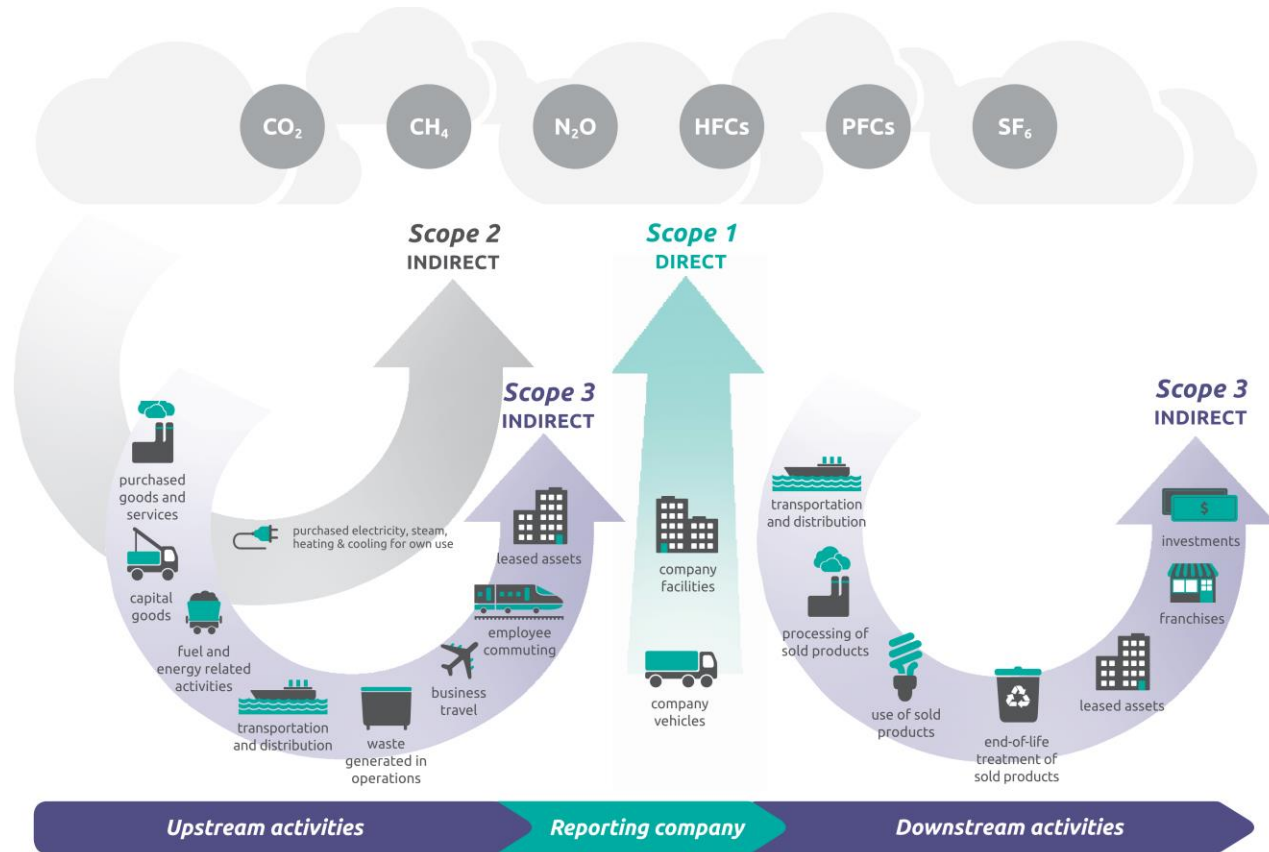 CO₂
CH₄
N₂O
HFCs
PFCs
SF₆
Scope 2
INDIRECT
Scope 1
DIRECT
Scope 3
INDIRECT
Scope 3
INDIRECT
purchased
goods and
services
capital
goods
fuel and
energy related
activities
purchased electricity, steam,
heating & cooling for own use
transportation
and distribution
waste
generated in
operations
business
travel
employee
commuting
leased assets
company
facilities
company
vehicles
transportation
and distribution
processing of
sold products
use of sold
products
end-of-life
treatment of
sold products
leased assets
franchises
$
investments
Upstream activities
Reporting company
Downstream activities